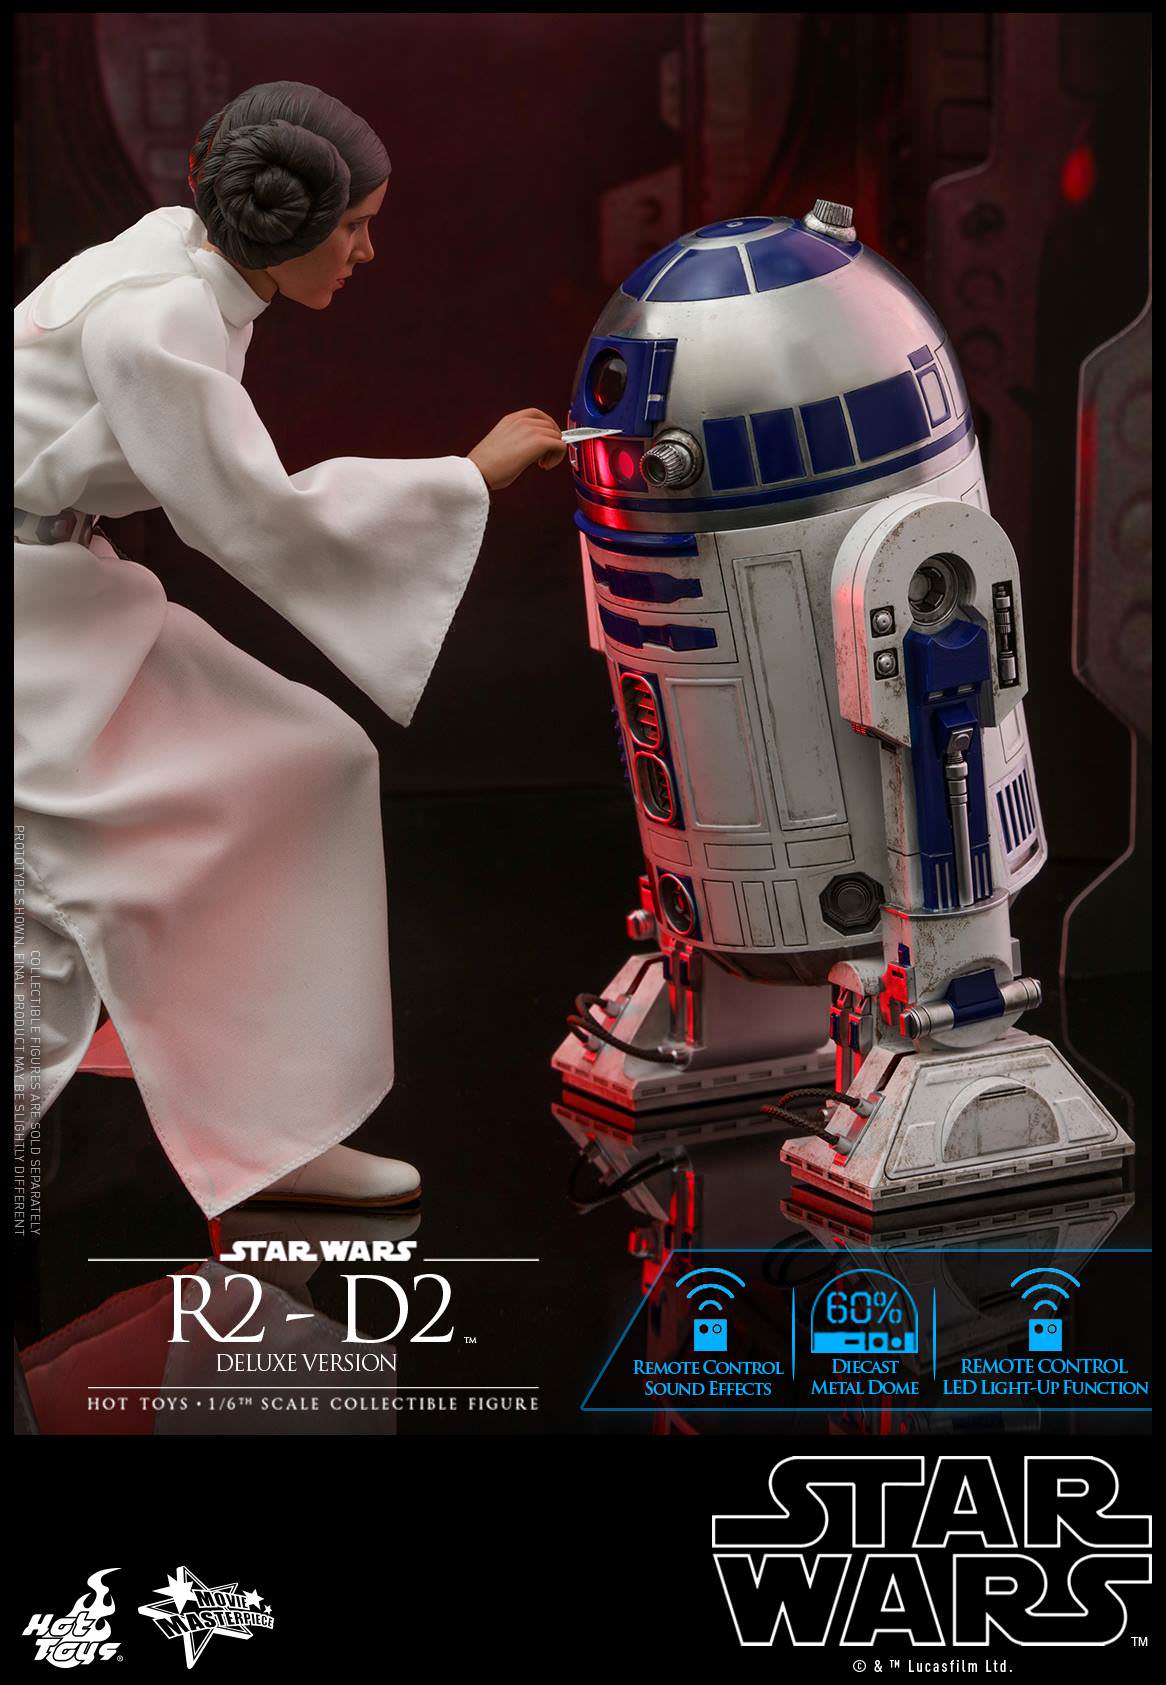 PROTOTYPE SHOWN, FINAL PRODUCT MAY BE SLIGHTLY DIFFERENT
COLLECTIBLE FIGURES ARE SOLD SEPARATELY
STAR WARS
R2-D2 ™
DELUXE VERSION
HOT TOYS • 1/6TH SCALE COLLECTIBLE FIGURE
REMOTE CONTROL
SOUND EFFECTS
60%
DIECAST
METAL DOME
REMOTE CONTROL
LED LIGHT-UP FUNCTION
STAR
WARS ™
Hot
Toys®
MOVIE
MASTERPIECE
© & ™ Lucasfilm Ltd.